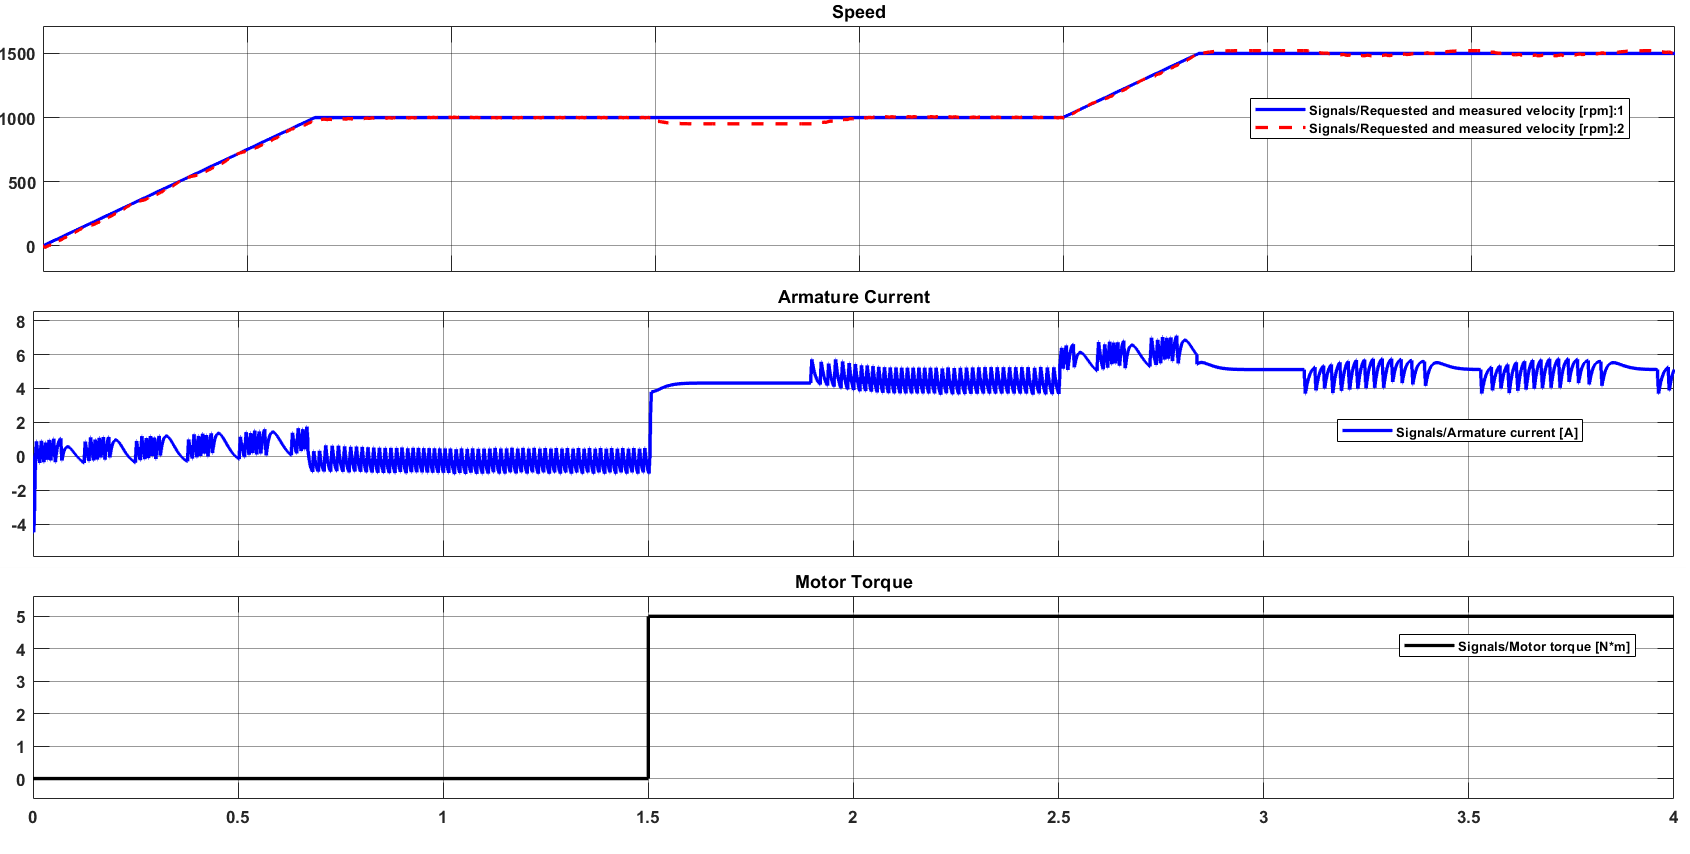 Speed
1500
1000
500
0
Signals/Requested and measured velocity [rpm]:1
Signals/Requested and measured velocity [rpm]:2
Armature Current
8
6
4
2
0
-2
-4
Signals/Armature current [A]
Motor Torque
5
4
3
2
1
0
Signals/Motor torque [N*m]
0 0.5 1 1.5 2 2.5 3 3.5 4